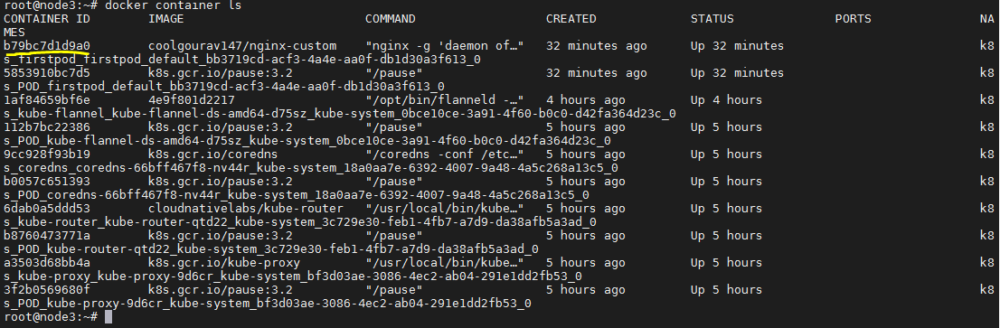 root@node3:~# docker container ls
CONTAINER ID IMAGE COMMAND CREATED STATUS PORTS NA
MES
b79bc7d1d9a0 coolgourav147/nginx-custom "nginx -g 'daemon of…" 32 minutes ago Up 32 minutes k8
s_firstpod_firstpod_default_bb3719cd-acf3-4a4e-aa0f-db1d30a3f613_0
5853910bc7d5 k8s.gcr.io/pause:3.2 "/pause" 32 minutes ago Up 32 minutes k8
s_POD_firstpod_default_bb3719cd-acf3-4a4e-aa0f-db1d30a3f613_0
1af84659bf6e 4e9f801d2217 "/opt/bin/flanneld -…" 4 hours ago Up 4 hours k8
s_kube-flannel_kube-flannel-ds-amd64-d75sz_kube-system_0bce10ce-3a91-4f60-b0c0-d42fa364d23c_0
112b7bc22386 k8s.gcr.io/pause:3.2 "/pause" 5 hours ago Up 5 hours k8
s_POD_kube-flannel-ds-amd64-d75sz_kube-system_0bce10ce-3a91-4f60-b0c0-d42fa364d23c_0
9cc928f93b19 k8s.gcr.io/coredns "/coredns -conf /etc…" 5 hours ago Up 5 hours k8
s_coredns_coredns-66bff467f8-nv44r_kube-system_18a0aa7e-6392-4007-9a48-4a5c268a13c5_0
b0057c651393 k8s.gcr.io/pause:3.2 "/pause" 5 hours ago Up 5 hours k8
s_POD_coredns-66bff467f8-nv44r_kube-system_18a0aa7e-6392-4007-9a48-4a5c268a13c5_0
6dab0a5ddd53 cloudnativelabs/kube-router "/usr/local/bin/kube…" 5 hours ago Up 5 hours k8
s_kube-router_kube-router-qtd22_kube-system_3c729e30-feb1-4fb7-a7d9-da38afb5a3ad_0
b8760473771a k8s.gcr.io/pause:3.2 "/pause" 5 hours ago Up 5 hours k8
s_POD_kube-router-qtd22_kube-system_3c729e30-feb1-4fb7-a7d9-da38afb5a3ad_0
a3503d68bb4a k8s.gcr.io/kube-proxy "/usr/local/bin/kube…" 5 hours ago Up 5 hours k8
s_kube-proxy_kube-proxy-9d6cr_kube-system_bf3d03ae-3086-4ec2-ab04-291e1dd2fb53_0
3f2b0569680f k8s.gcr.io/pause:3.2 "/pause" 5 hours ago Up 5 hours k8
s_POD_kube-proxy-9d6cr_kube-system_bf3d03ae-3086-4ec2-ab04-291e1dd2fb53_0
root@node3:~#